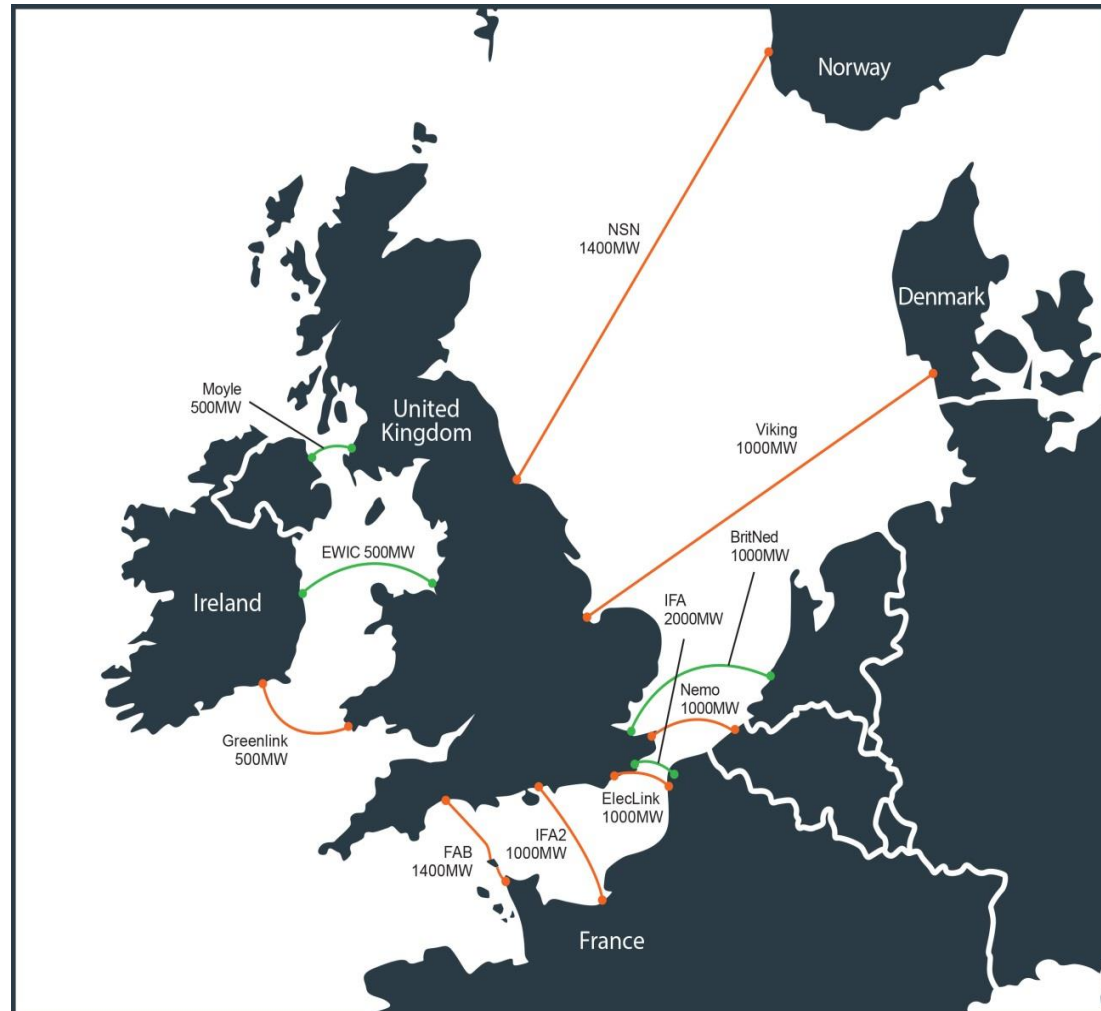 Norway
NSN
1400MW
Denmark
Moyle
500MW
United
Kingdom
Viking
1000MW
BritNed
1000MW
EWIC 500MW
IFA
2000MW
Ireland
Nemo
1000MW
Greenlink
500MW
ElecLink
1000MW
IFA2
1000MW
FAB
1400MW
France